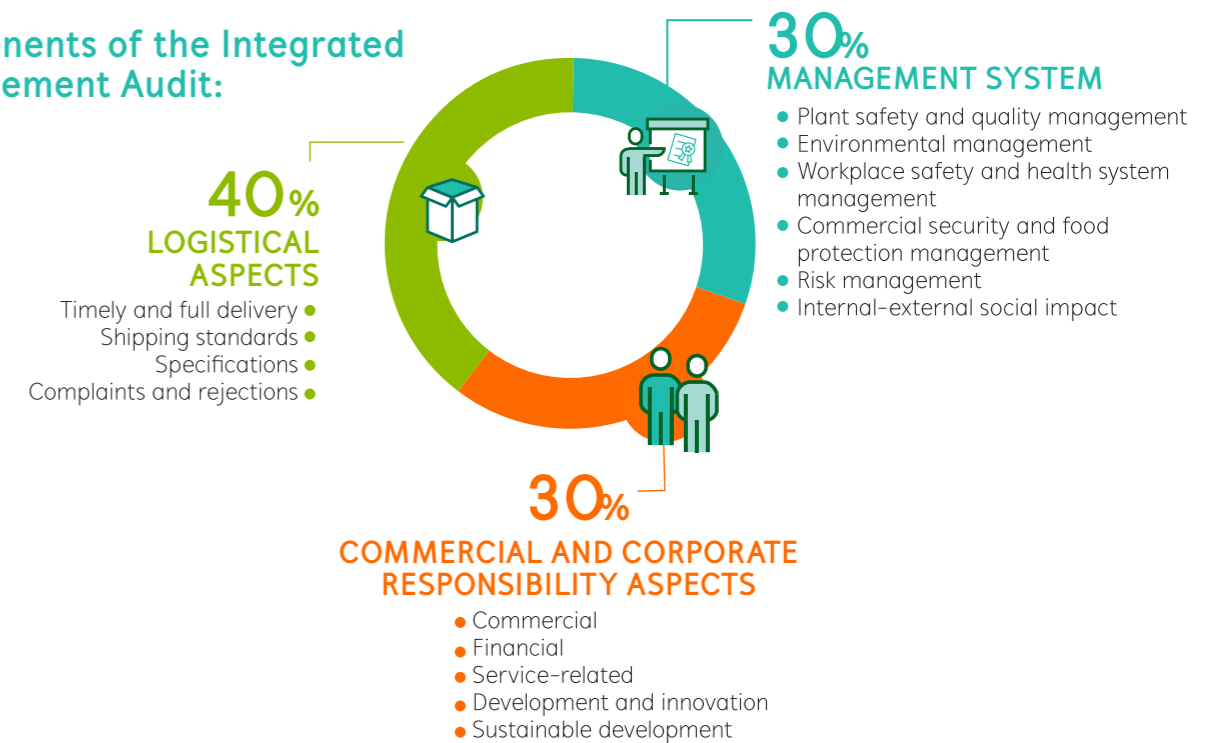 of the Integrated
Audit:
40%
LOGISTICAL
ASPECTS
Timely and full delivery
Shipping standards
Specifications
Complaints and rejections
30%
MANAGEMENT SYSTEM
Plant safety and quality management
Environmental management
Workplace safety and health system
management
Commercial security and food
protection management
Risk management
Internal-external social impact
30%
COMMERCIAL AND CORPORATE
RESPONSIBILITY ASPECTS
Commercial
Financial
Service-related
Development and innovation
Sustainable development